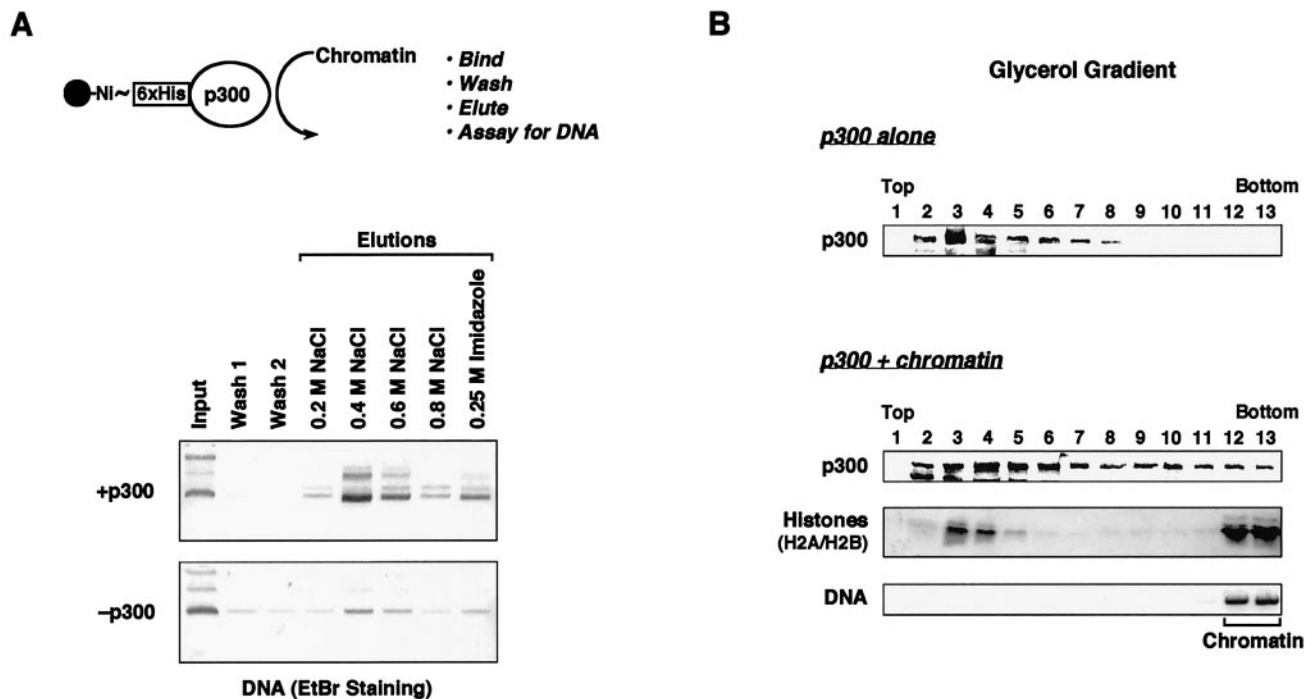 A
Chromatin
Ni~ 6xHis p300
• Bind
• Wash
• Elute
• Assay for DNA
Elutions
Input
Wash 1
Wash 2
0.2 M NaCl
0.4 M NaCl
0.6 M NaCl
0.8 M NaCl
0.25 M Imidazole
+p300
–p300
DNA (EtBr Staining)
B
Glycerol Gradient
p300 alone
Top Bottom
1 2 3 4 5 6 7 8 9 10 11 12 13
p300
p300 + chromatin
Top Bottom
1 2 3 4 5 6 7 8 9 10 11 12 13
p300
Histones
(H2A/H2B)
DNA
Chromatin